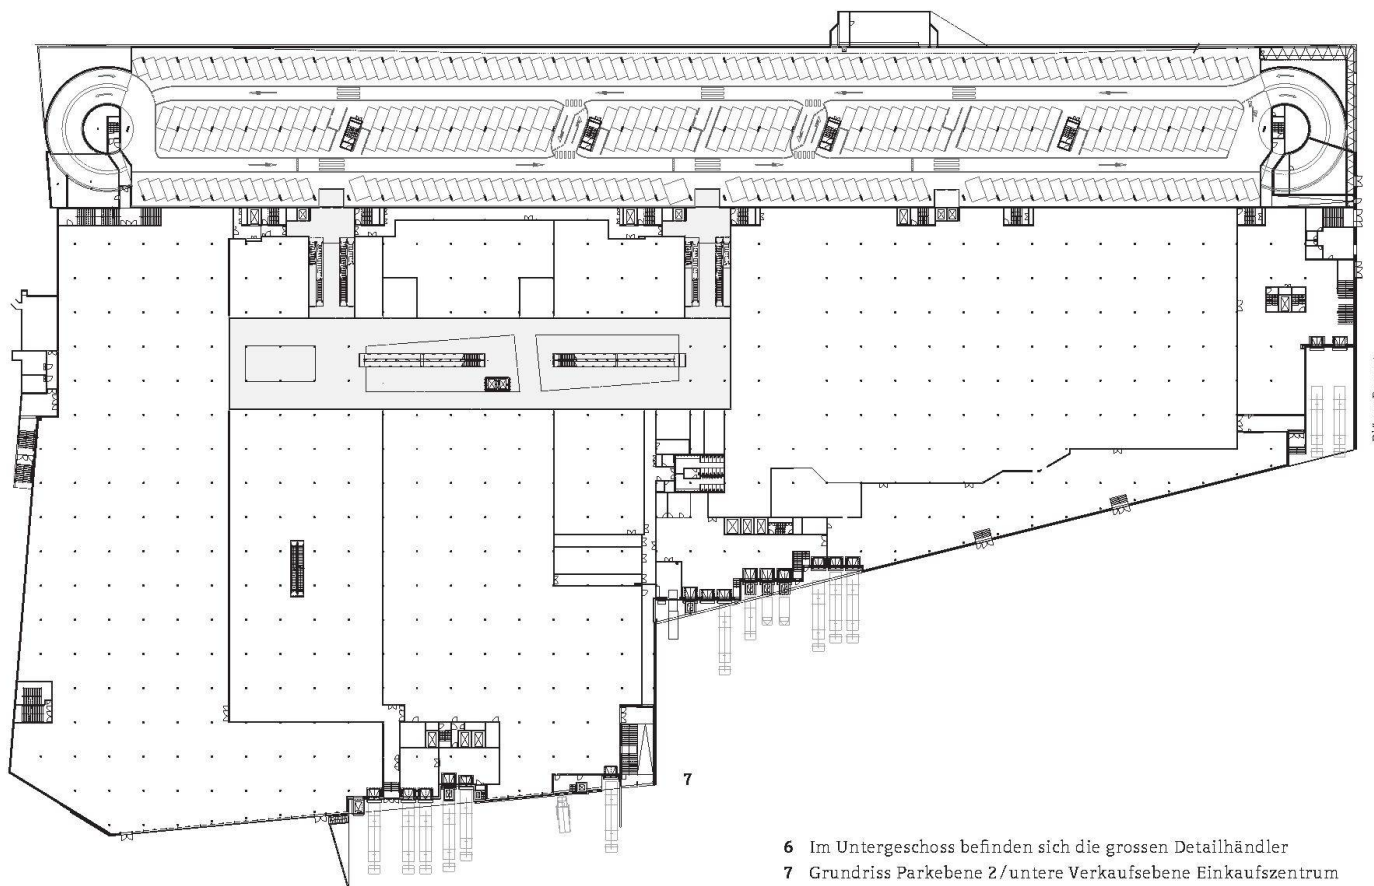 7
6 Im Untergeschoss befinden sich die grossen Detailhändler
7 Grundriss Parkebene 2/untere Verkaufsebene Einkaufszentrum